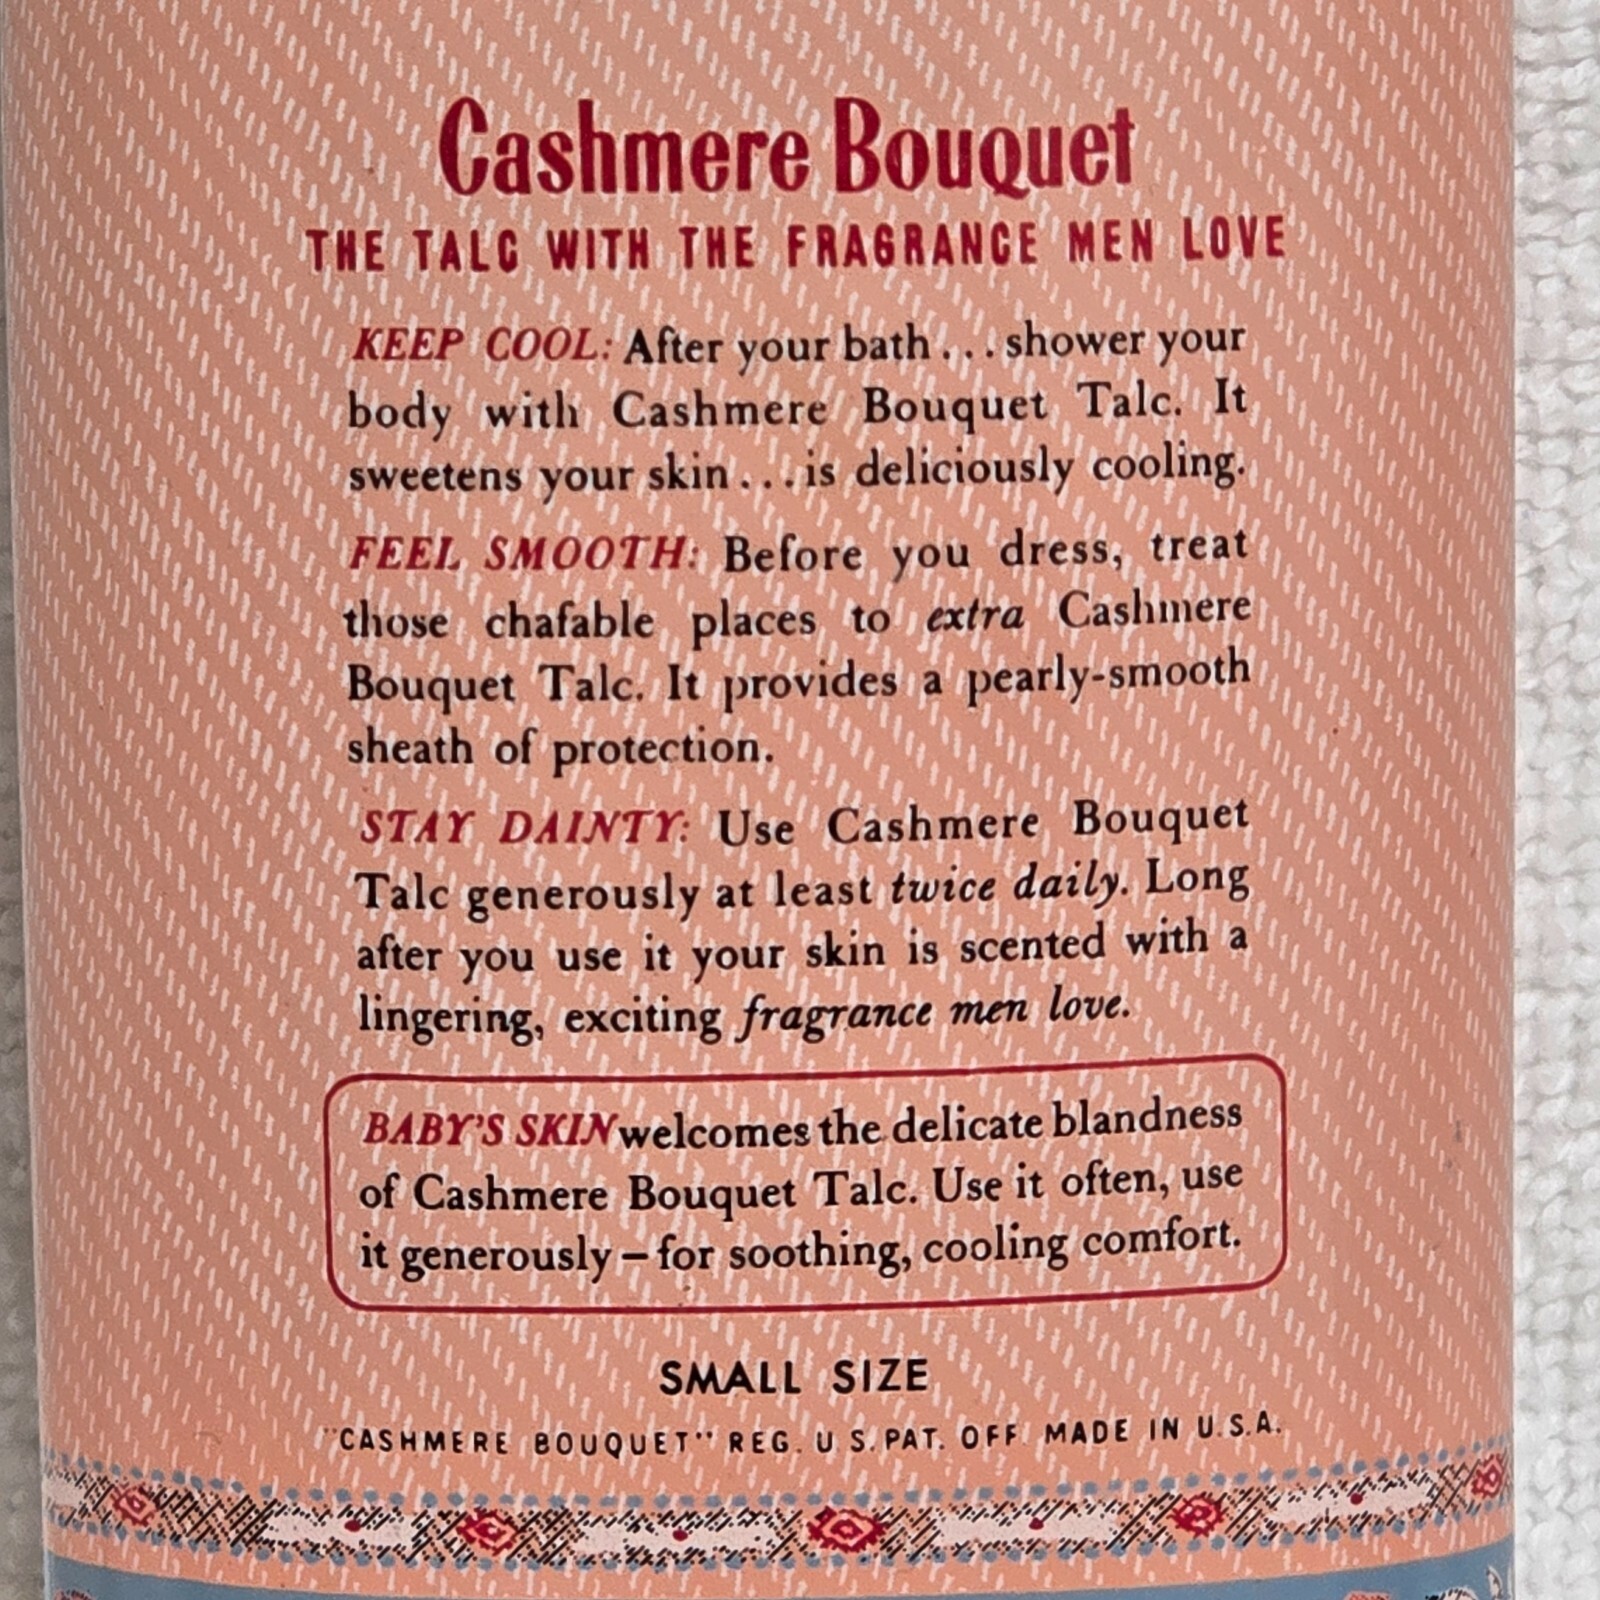 Cashmere Bouquet
THE TALC WITH THE FRAGRANCE MEN LOVE
KEEP COOL: After your bath . . . shower your
body with Cashmere Bouquet Talc. It
sweetens your skin . . . is deliciously cooling.
FEEL SMOOTH: Before you dress, treat
those chafable places to extra Cashmere
Bouquet Talc. It provides a pearly-smooth
sheath of protection.
STAY DAINTY: Use Cashmere Bouquet
Talc generously at least twice daily. Long
after you use it your skin is scented with a
lingering, exciting fragrance men love.
BABY'S SKIN welcomes the delicate blandness
of Cashmere Bouquet Talc. Use it often, use
it generously – for soothing, cooling comfort.
SMALL SIZE
"CASHMERE BOUQUET" REG. U S. PAT. OFF. MADE IN U.S.A.